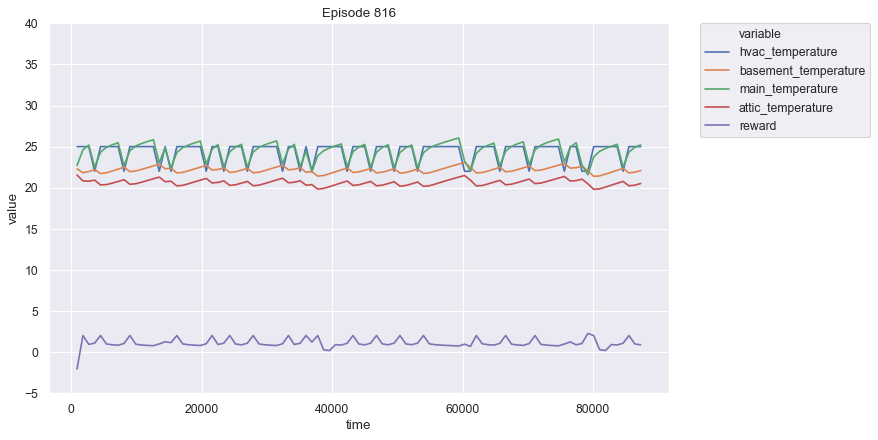 Episode 816
40
35
30
25
20
15
10
5
0
−5
value
0
20000
40000
60000
80000
time
variable
hvac_temperature
basement_temperature
main_temperature
attic_temperature
reward